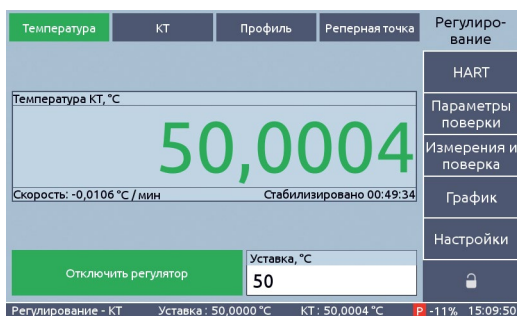 Температура КТ Профиль Реперная точка Регулиро-
вание
HART
Температура КТ, °C
Параметры
поверки
50,0004
Измерения и
поверка
Скорость: -0,0106 °C / мин Стабилизировано 00:49:34
График
Настройки
Отключить регулятор
Уставка, °C
50
Регулирование - КТ Уставка : 50,0000 °C КТ : 50,0004 °C P -11% 15:09:50